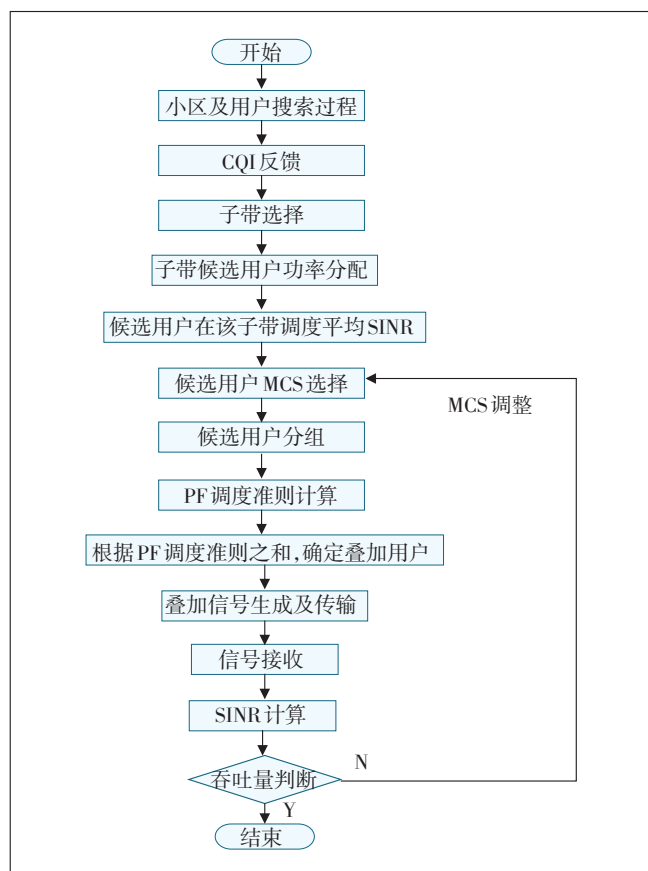 开始
小区及用户搜索过程
CQI反馈
子带选择
子带候选用户功率分配
候选用户在该子带调度平均SINR
候选用户MCS选择
MCS调整
候选用户分组
PF调度准则计算
根据PF调度准则之和,确定叠加用户
叠加信号生成及传输
信号接收
SINR计算
吞吐量判断
N
Y
结束